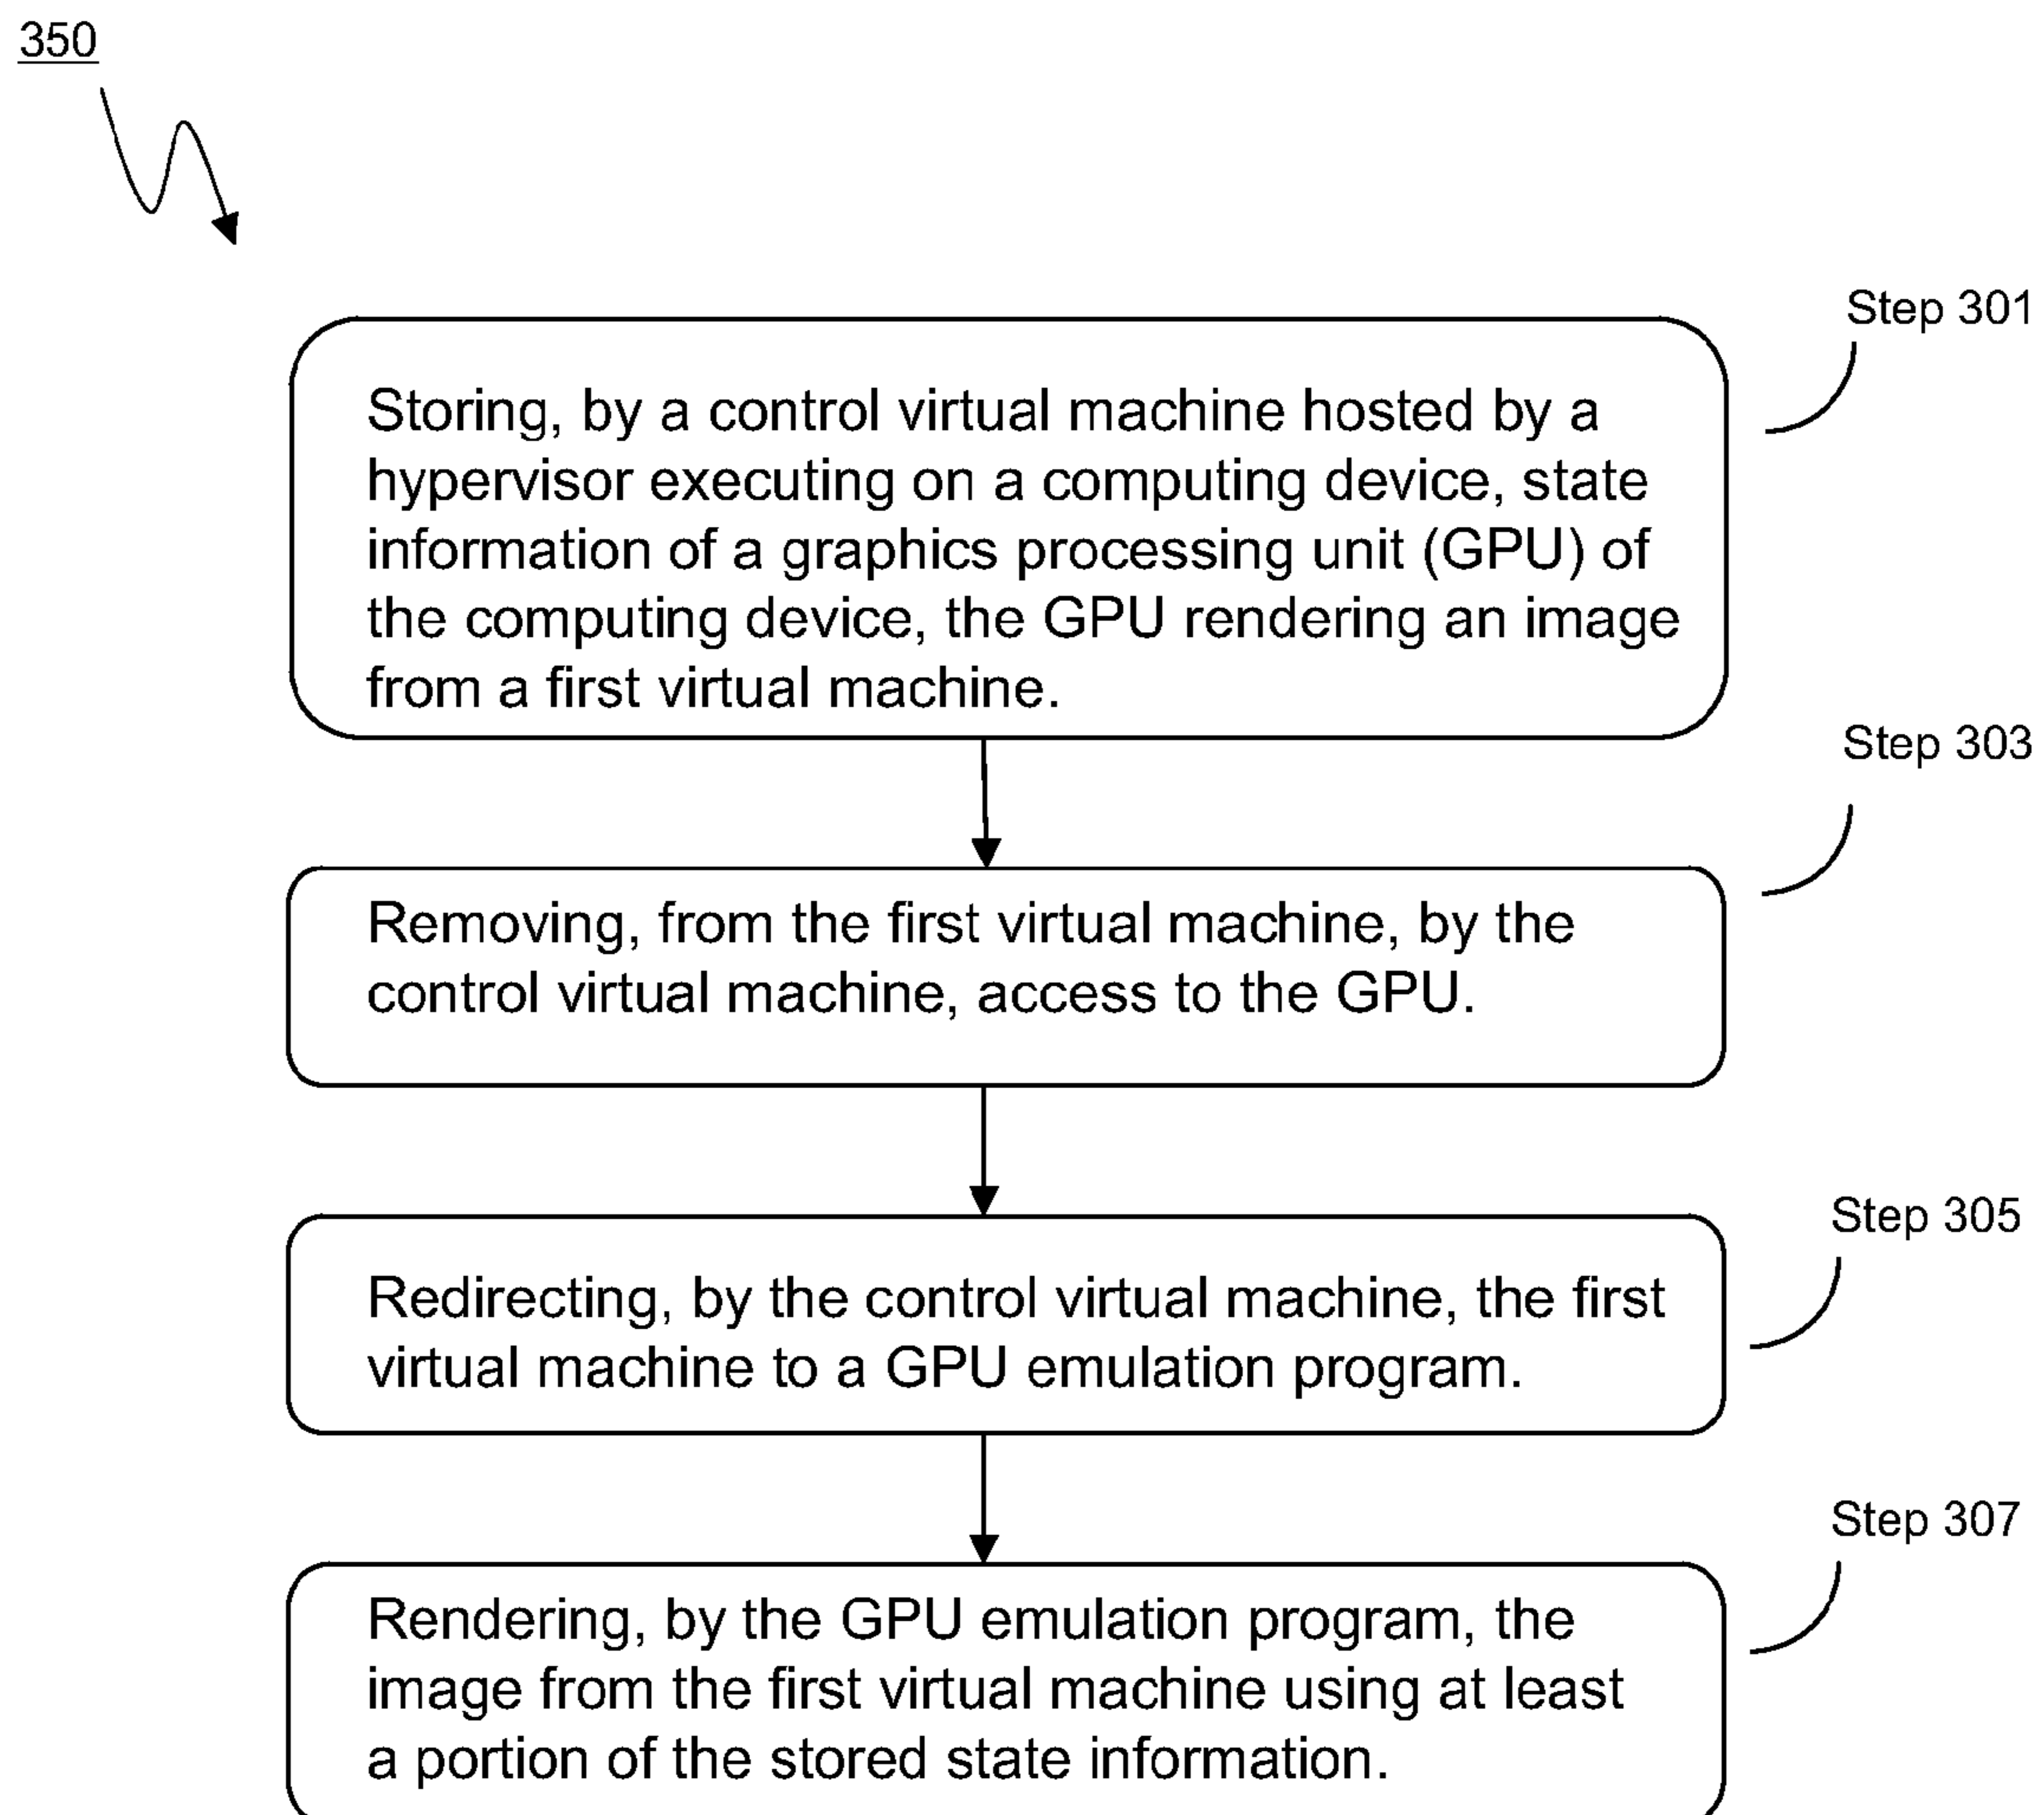 350
Step 301
Storing, by a control virtual machine hosted by a
hypervisor executing on a computing device, state
information of a graphics processing unit (GPU) of
the computing device, the GPU rendering an image
from a first virtual machine.
Step 303
Removing, from the first virtual machine, by the
control virtual machine, access to the GPU.
Step 305
Redirecting, by the control virtual machine, the first
virtual machine to a GPU emulation program.
Step 307
Rendering, by the GPU emulation program, the
image from the first virtual machine using at least
a portion of the stored state information.